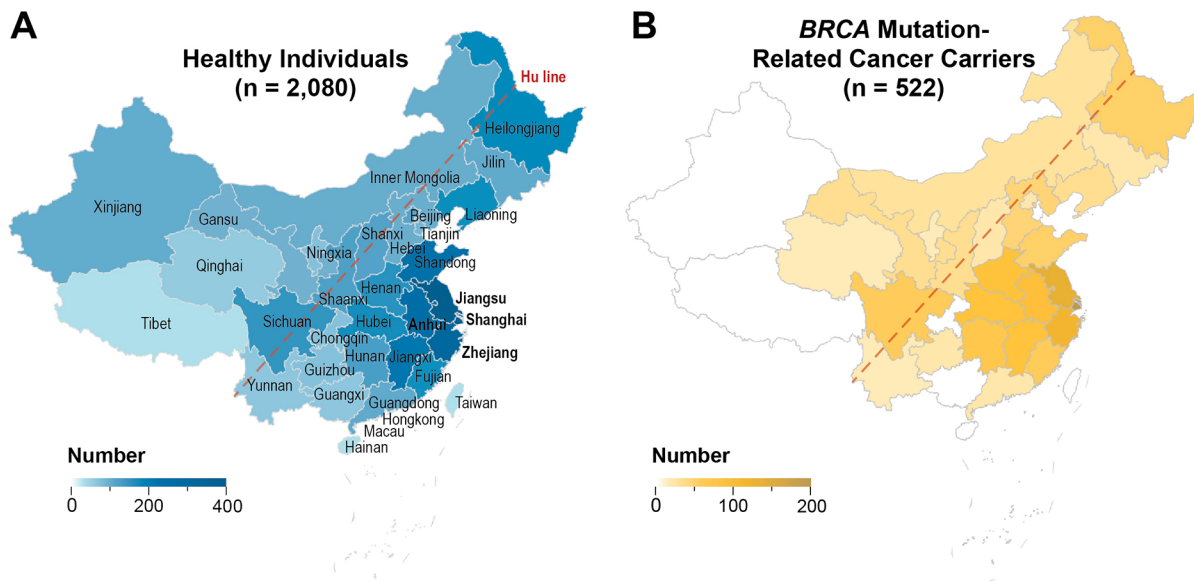 A
Healthy Individuals
(n = 2,080)
Hu line
Heilongjiang
Jilin
Inner Mongolia
Xinjiang
Gansu
Beijing
Liaoning
Tianjin
Shanxi
Hebei
Ningxia
Shandong
Qinghai
Henan
Shaanxi
Jiangsu
Tibet
Sichuan
Hubei
Anhui
Shanghai
Chongqin
Hunan
Jiangxi
Zhejiang
Guizhou
Fujian
Yunnan
Guangxi
Guangdong
Taiwan
Hongkong
Macau
Hainan
Number
0 200 400
B
BRCA Mutation-
Related Cancer Carriers
(n = 522)
Number
0 100 200